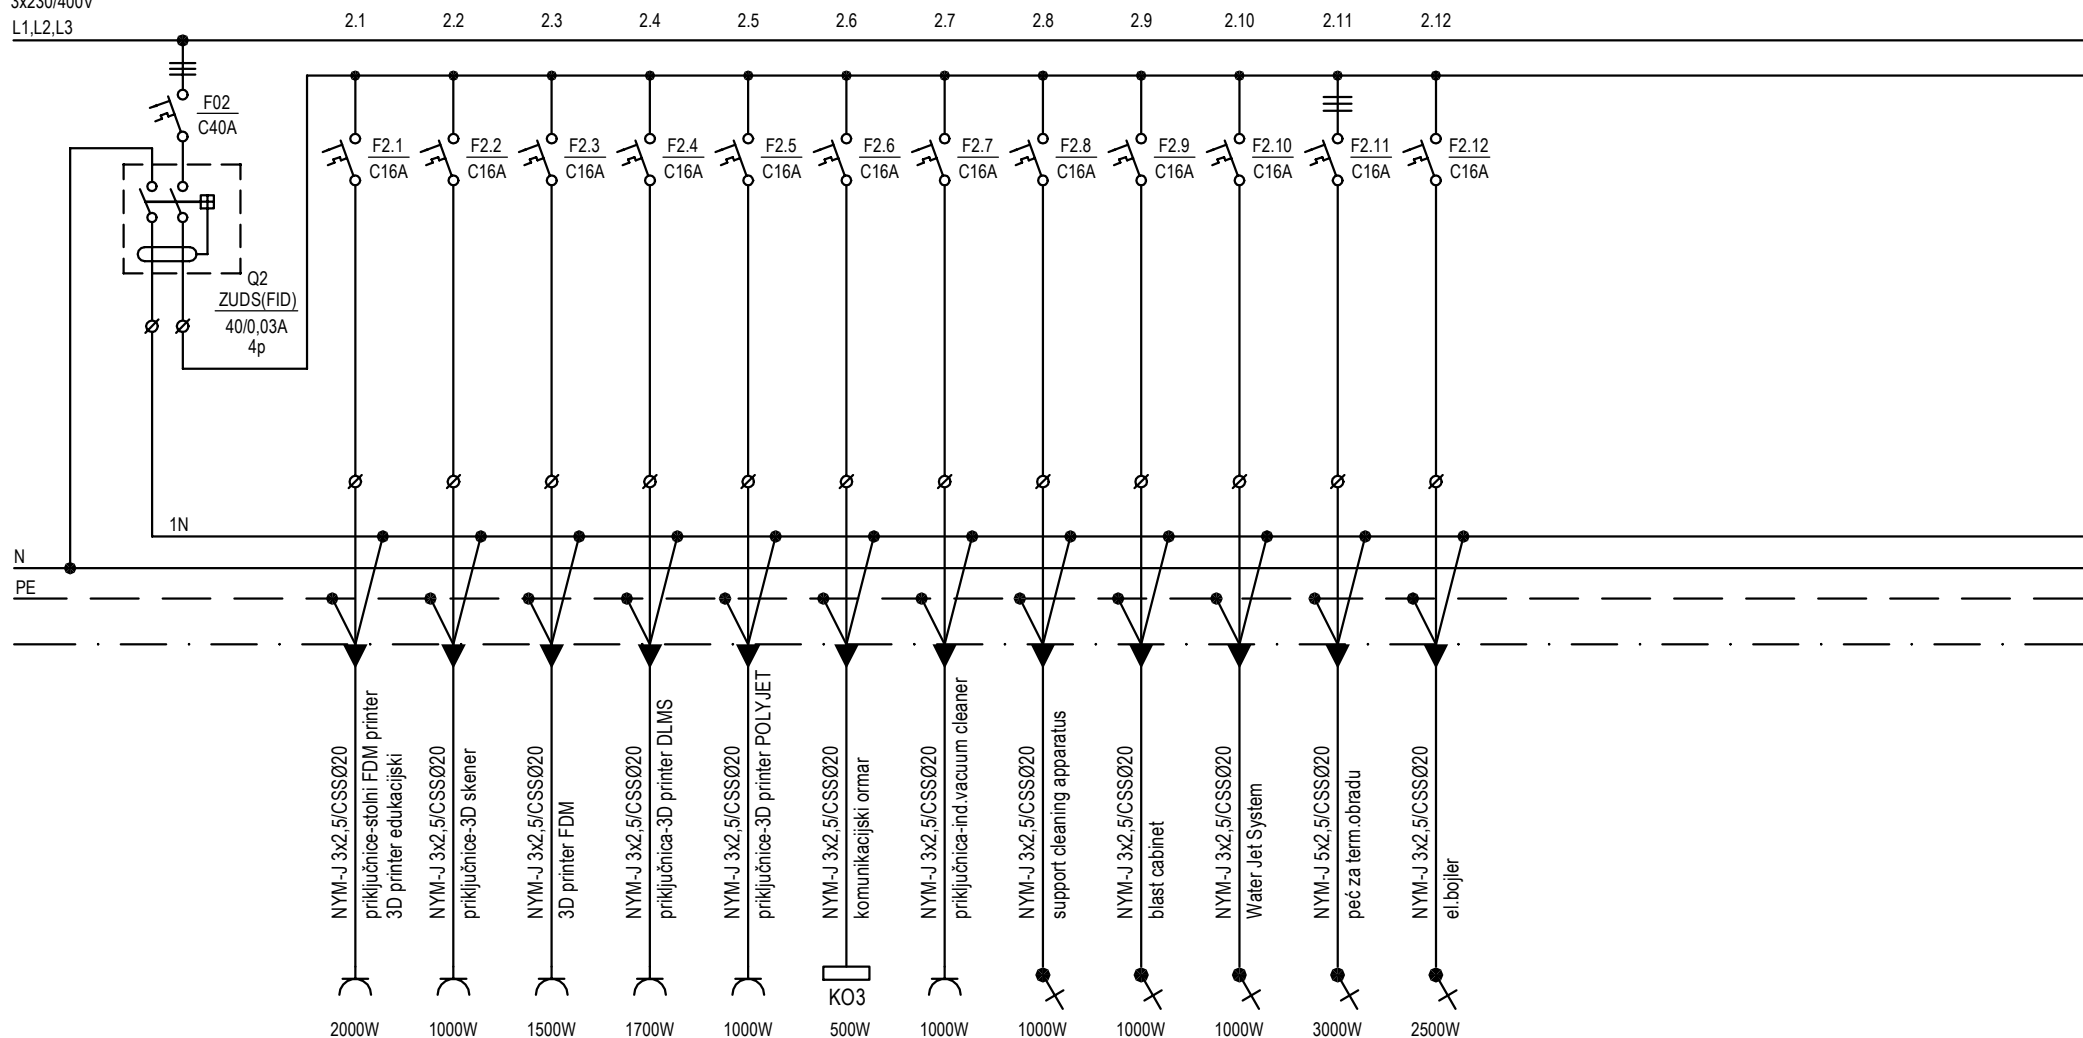 3x230/400V
L1,L2,L3
2.1 2.2 2.3 2.4 2.5 2.6 2.7 2.8 2.9 2.10 2.11 2.12
F02
C40A
F2.1 F2.2 F2.3 F2.4 F2.5 F2.6 F2.7 F2.8 F2.9 F2.10 F2.11 F2.12
C16A C16A C16A C16A C16A C16A C16A C16A C16A C16A C16A C16A
Q2
ZUDS(FID)
40/0,03A
4p
1N
N
PE
NYM-J 3x2,5/CSSØ20
priključnice-stolni FDM printer
3D printer edukacijski
NYM-J 3x2,5/CSSØ20
priključnice-3D skener
NYM-J 3x2,5/CSSØ20
3D printer FDM
NYM-J 3x2,5/CSSØ20
priključnica-3D printer DLMS
NYM-J 3x2,5/CSSØ20
priključnice-3D printer POLYJET
NYM-J 3x2,5/CSSØ20
komunikacijski ormar
NYM-J 3x2,5/CSSØ20
priključnica-ind.vacuum cleaner
NYM-J 3x2,5/CSSØ20
support cleaning apparatus
NYM-J 3x2,5/CSSØ20
blast cabinet
NYM-J 3x2,5/CSSØ20
Water Jet System
NYM-J 5x2,5/CSSØ20
peć za term.obradu
NYM-J 3x2,5/CSSØ20
el.bojler
KO3
2000W 1000W 1500W 1700W 1000W 500W 1000W 1000W 1000W 1000W 3000W 2500W